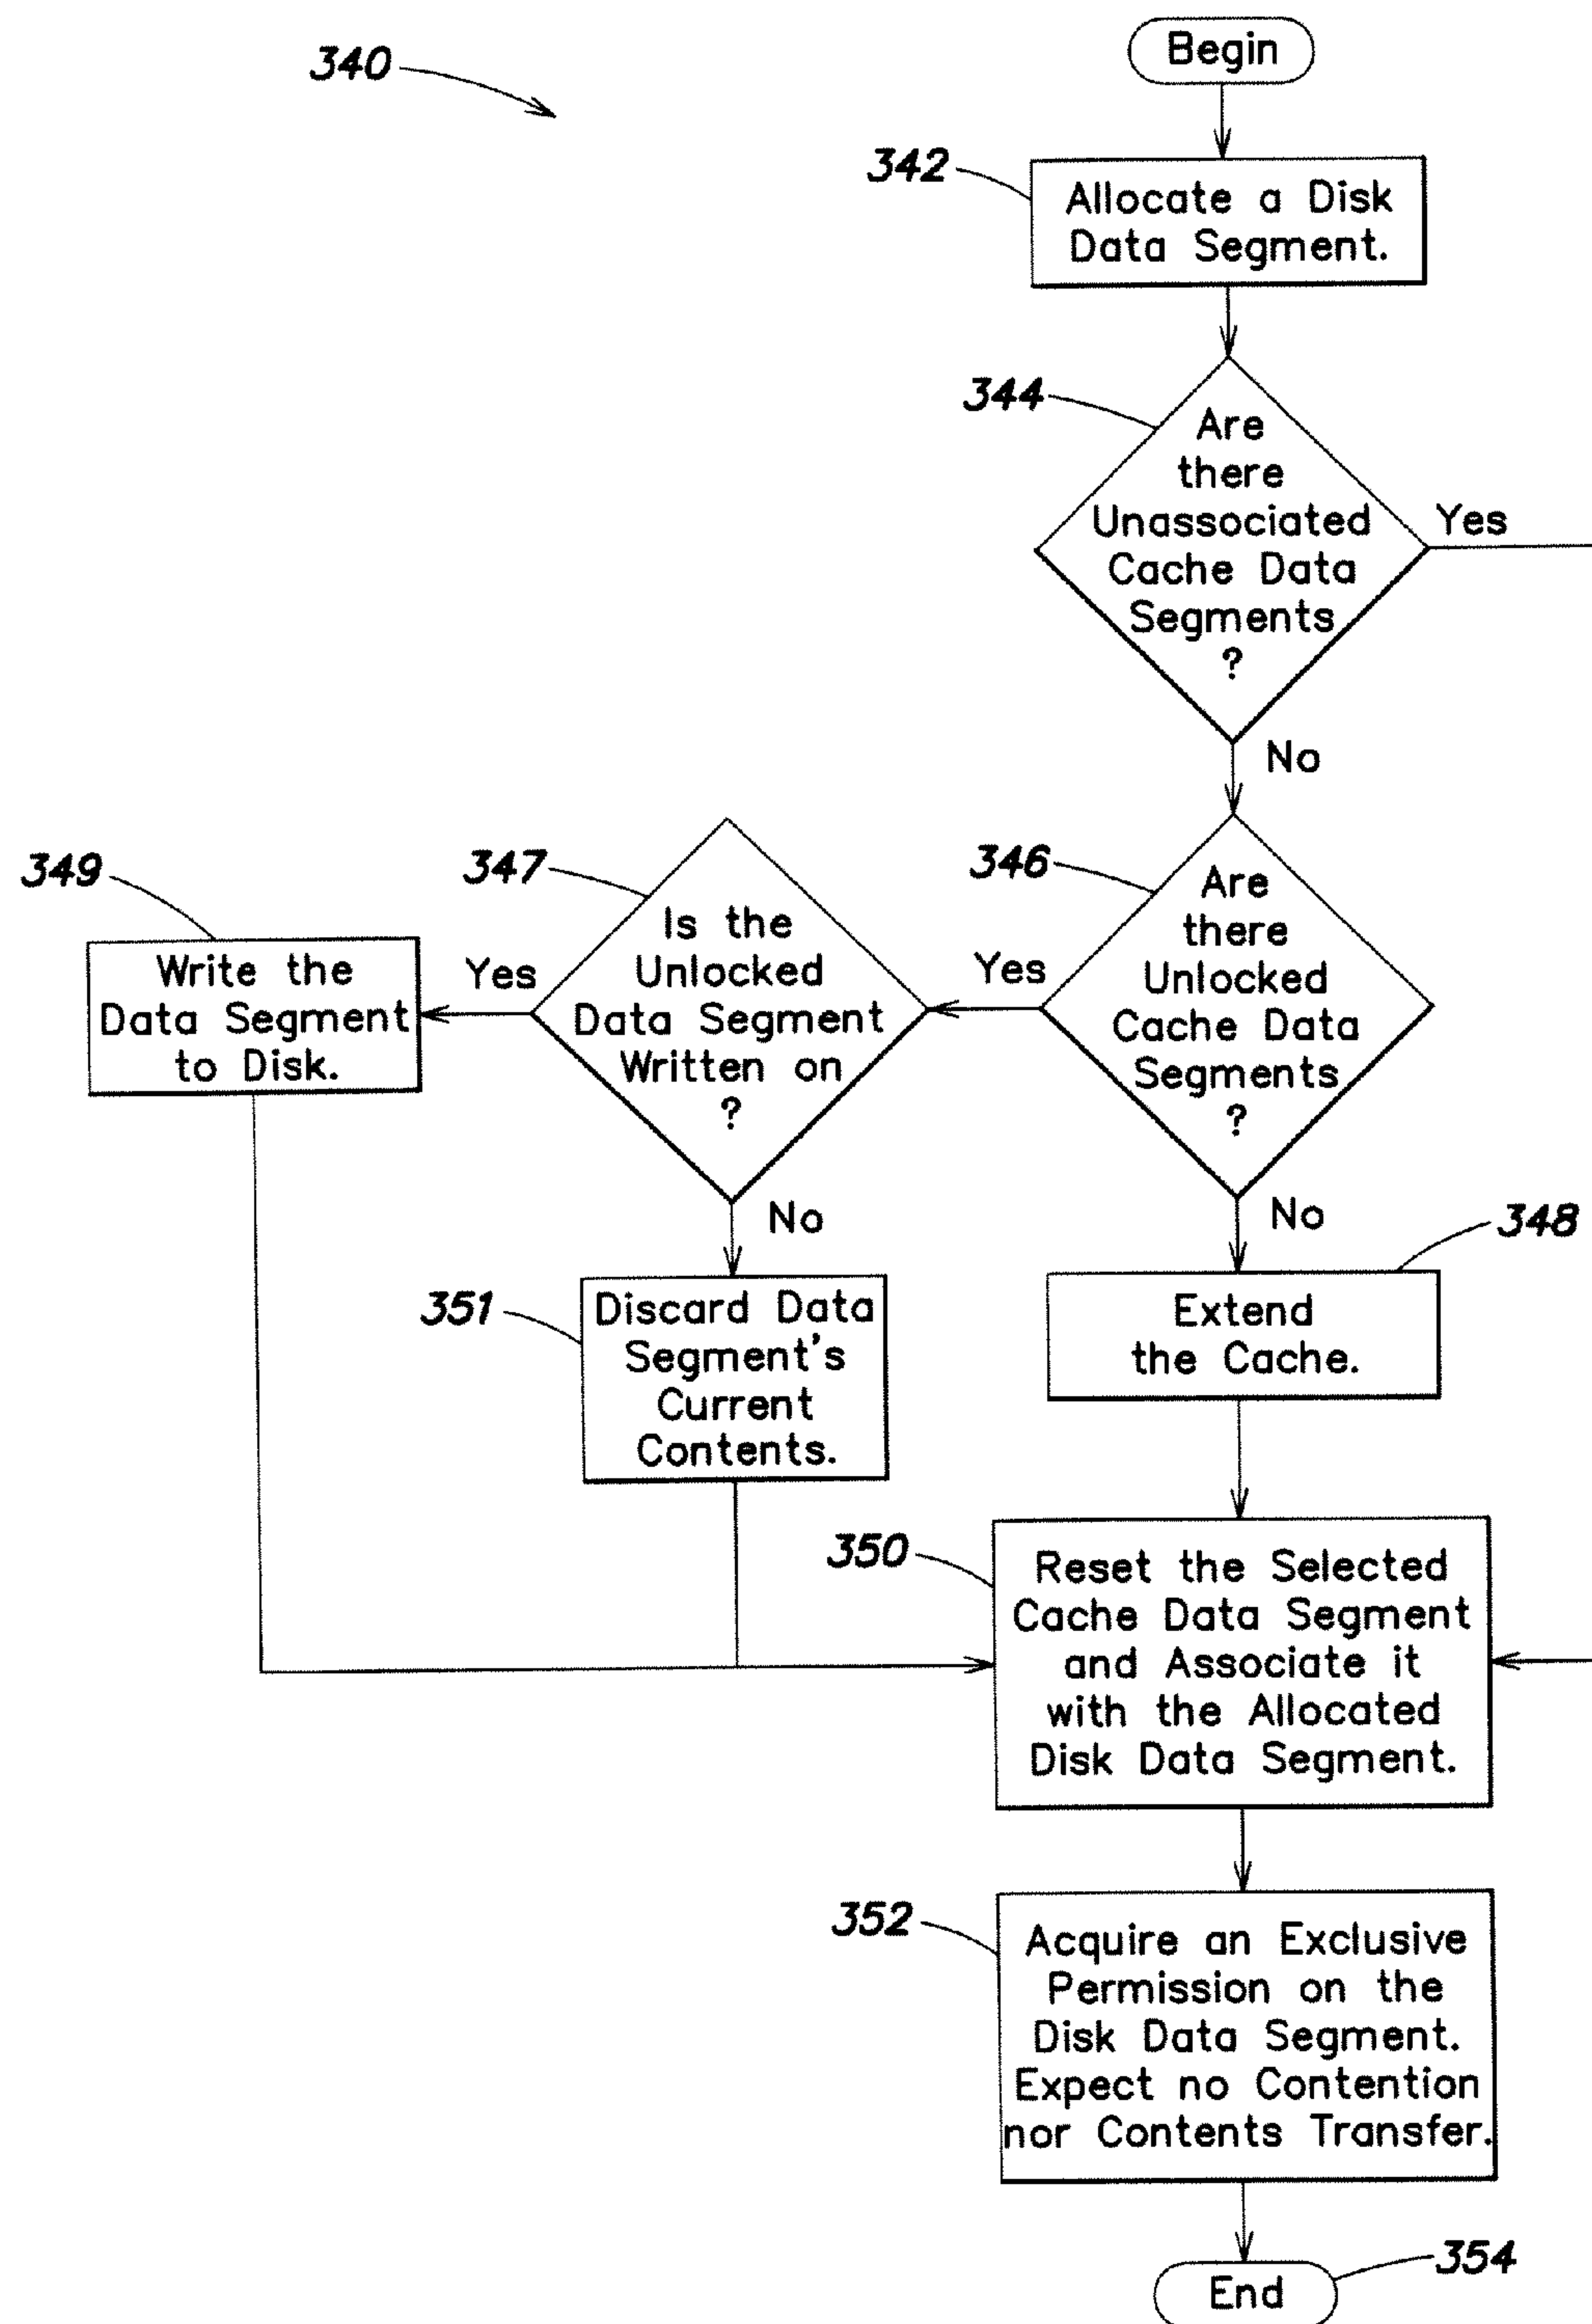 340
Begin
342
Allocate a Disk
Data Segment.
344
Are
there
Unassociated
Cache Data
Segments
?
Yes
No
346
Are
there
Unlocked
Cache Data
Segments
?
Yes
No
347
Is the
Unlocked
Data Segment
Written on
?
Yes
No
349
Write the
Data Segment
to Disk.
351
Discard Data
Segment's
Current
Contents.
348
Extend
the Cache.
350
Reset the Selected
Cache Data Segment
and Associate it
with the Allocated
Disk Data Segment.
352
Acquire an Exclusive
Permission on the
Disk Data Segment.
Expect no Contention
nor Contents Transfer.
354
End